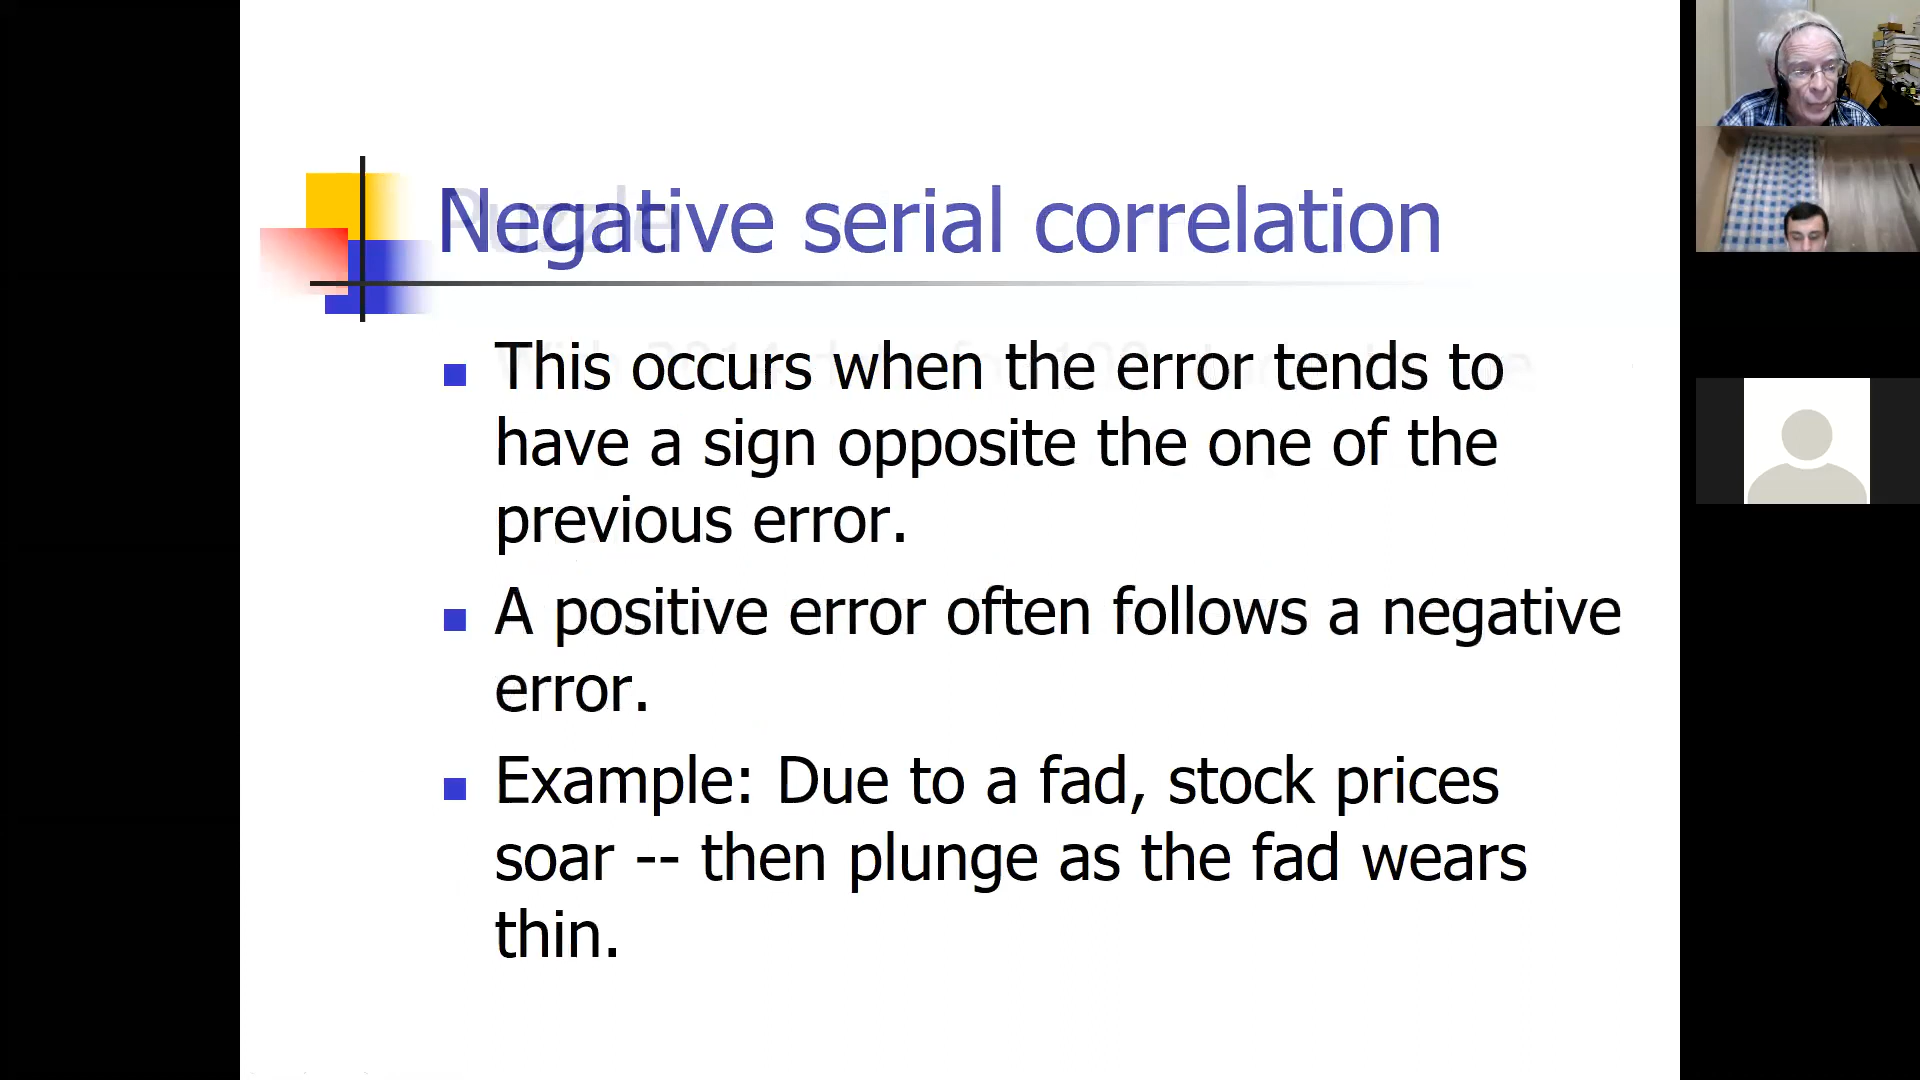 Negative serial correlation
This occurs when the error tends to
have a sign opposite the one of the
previous error.
A positive error often follows a negative
error.
Example: Due to a fad, stock prices
soar -- then plunge as the fad wears
thin.
Puzzle